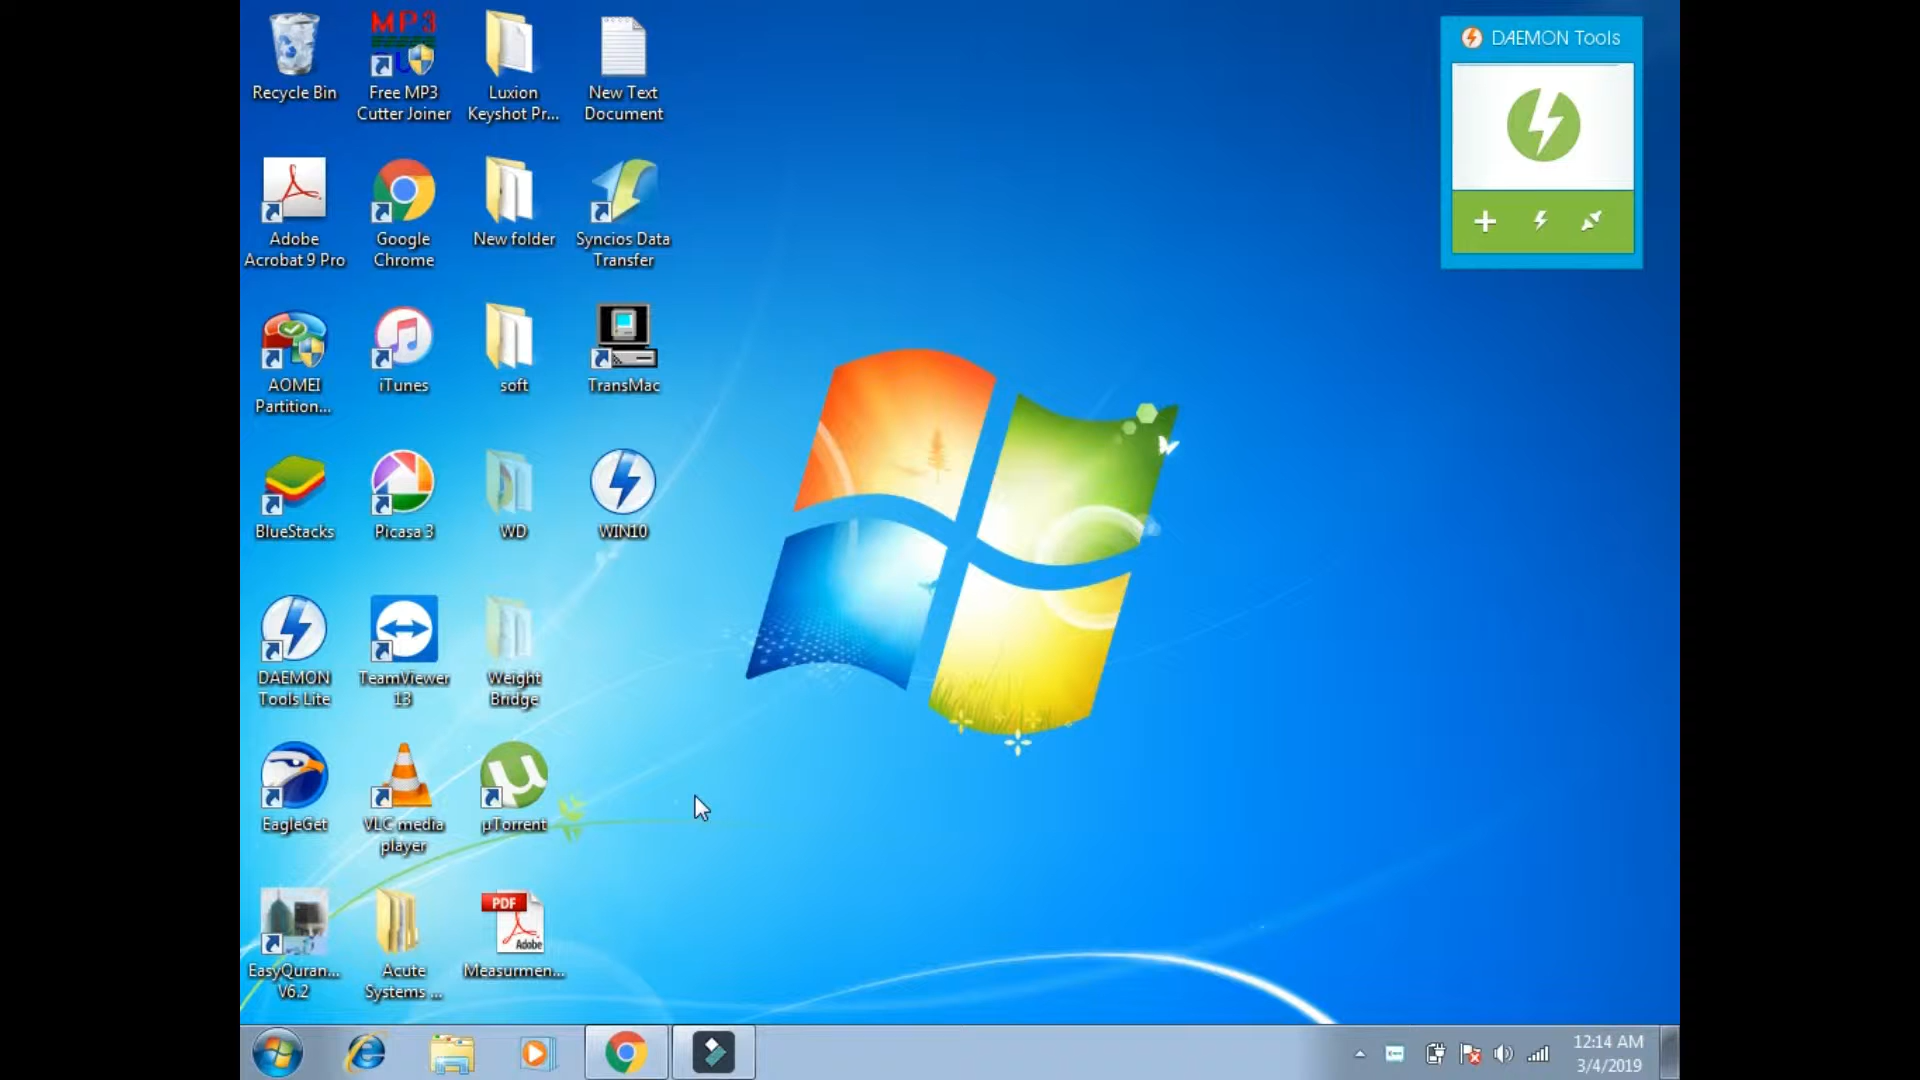 Recycle Bin
MP3
Free MP3
Cutter Joiner
Luxion
Keyshot Pr...
New Text
Document
Adobe
Acrobat 9 Pro
Google
Chrome
New folder
Syncios Data
Transfer
AOMEI
Partition...
iTunes
soft
TransMac
BlueStacks
Picasa 3
WD
WIN10
DAEMON
Tools Lite
TeamViewer
13
Weight
Bridge
EagleGet
VLC media
player
µTorrent
EasyQuran...
V6.2
Acute
Systems ...
PDF
Adobe
Measurmen...
DAEMON Tools
12:14 AM
3/4/2019